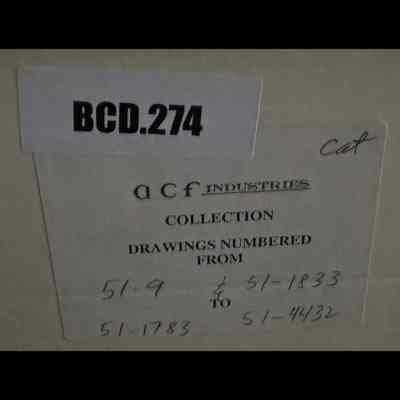 BCD.274
Cat
acf INDUSTRIES
COLLECTION
DRAWINGS NUMBERED
FROM
51-9 & 51-1833
TO
51-1783 51-4432